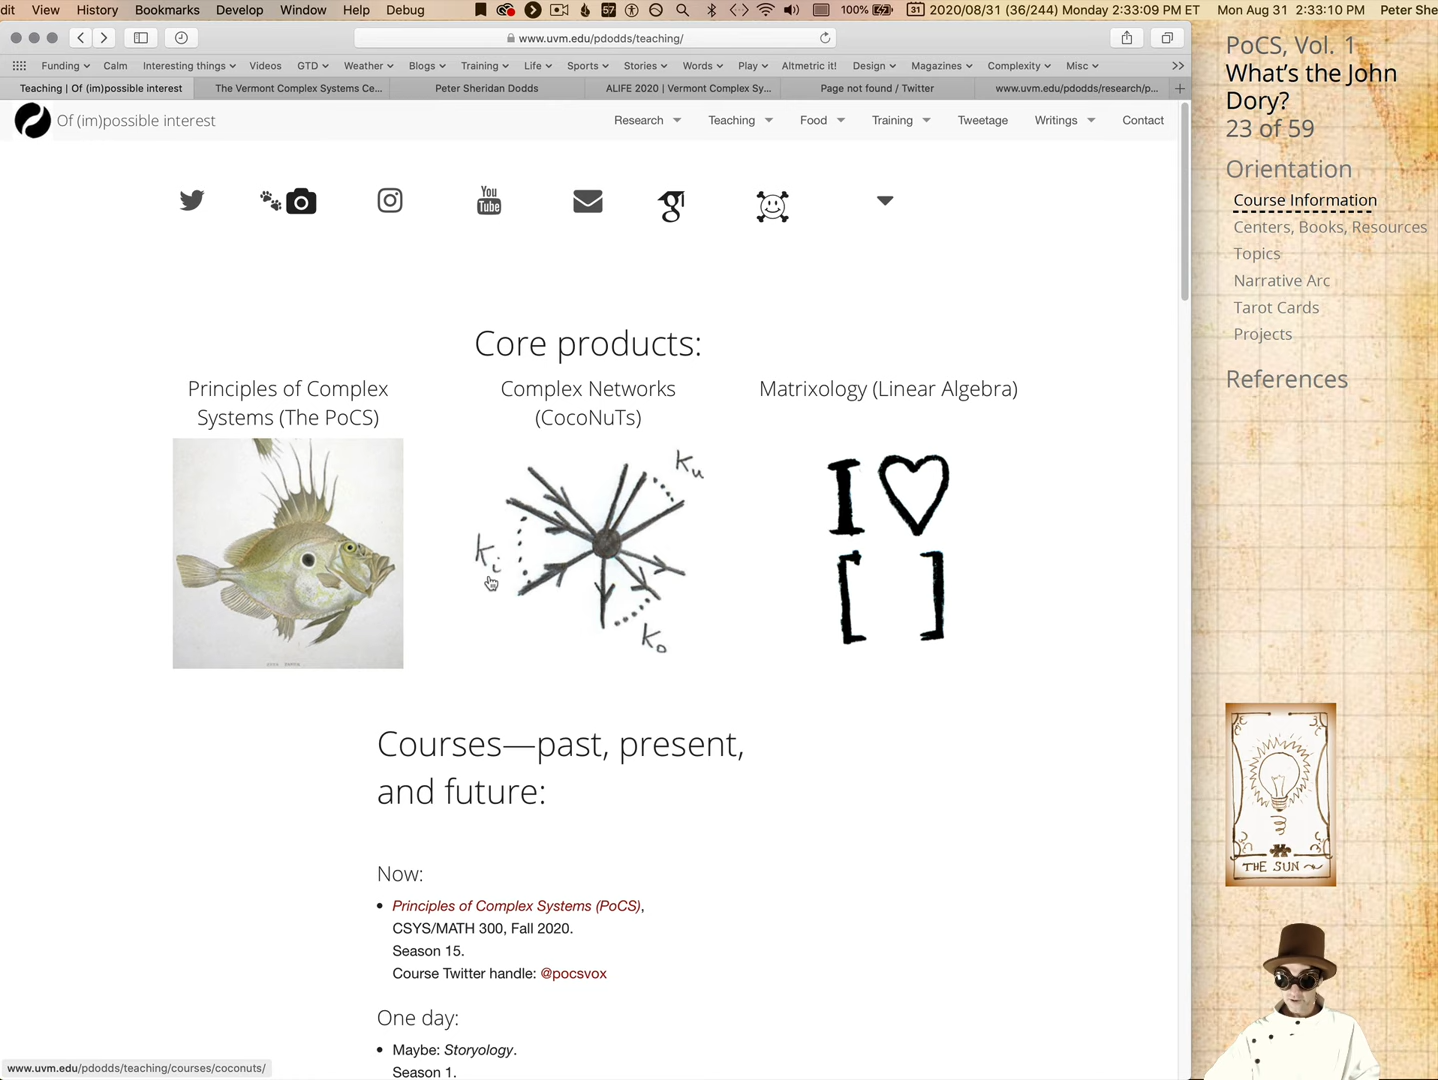 dit View History Bookmarks Develop Window Help Debug 57 100% 31 2020/08/31 (36/244) Monday 2:33:09 PM ET Mon Aug 31 2:33:10 PM Peter She
www.uvm.edu/pdodds/teaching/
Funding Calm Interesting things Videos GTD Weather Blogs Training Life Sports Stories Words Play Altmetric it! Design Magazines Complexity Misc
Teaching | Of (im)possible interest The Vermont Complex Systems Ce... Peter Sheridan Dodds ALIFE 2020 | Vermont Complex Sy... Page not found / Twitter www.uvm.edu/pdodds/research/p...
Of (im)possible interest Research Teaching Food Training Tweetage Writings Contact
You
Tube
g
Core products:
Principles of Complex
Systems (The PoCS)
Complex Networks
(CocoNuTs)
Matrixology (Linear Algebra)
Ku
Ki
Ko
I
[ ]
Courses—past, present,
and future:
Now:
• Principles of Complex Systems (PoCS),
CSYS/MATH 300, Fall 2020.
Season 15.
Course Twitter handle: @pocsvox
One day:
• Maybe: Storyology.
Season 1.
www.uvm.edu/pdodds/teaching/courses/coconuts/
PoCS, Vol. 1
What's the John
Dory?
23 of 59
Orientation
Course Information
Centers, Books, Resources
Topics
Narrative Arc
Tarot Cards
Projects
References
THE SUN